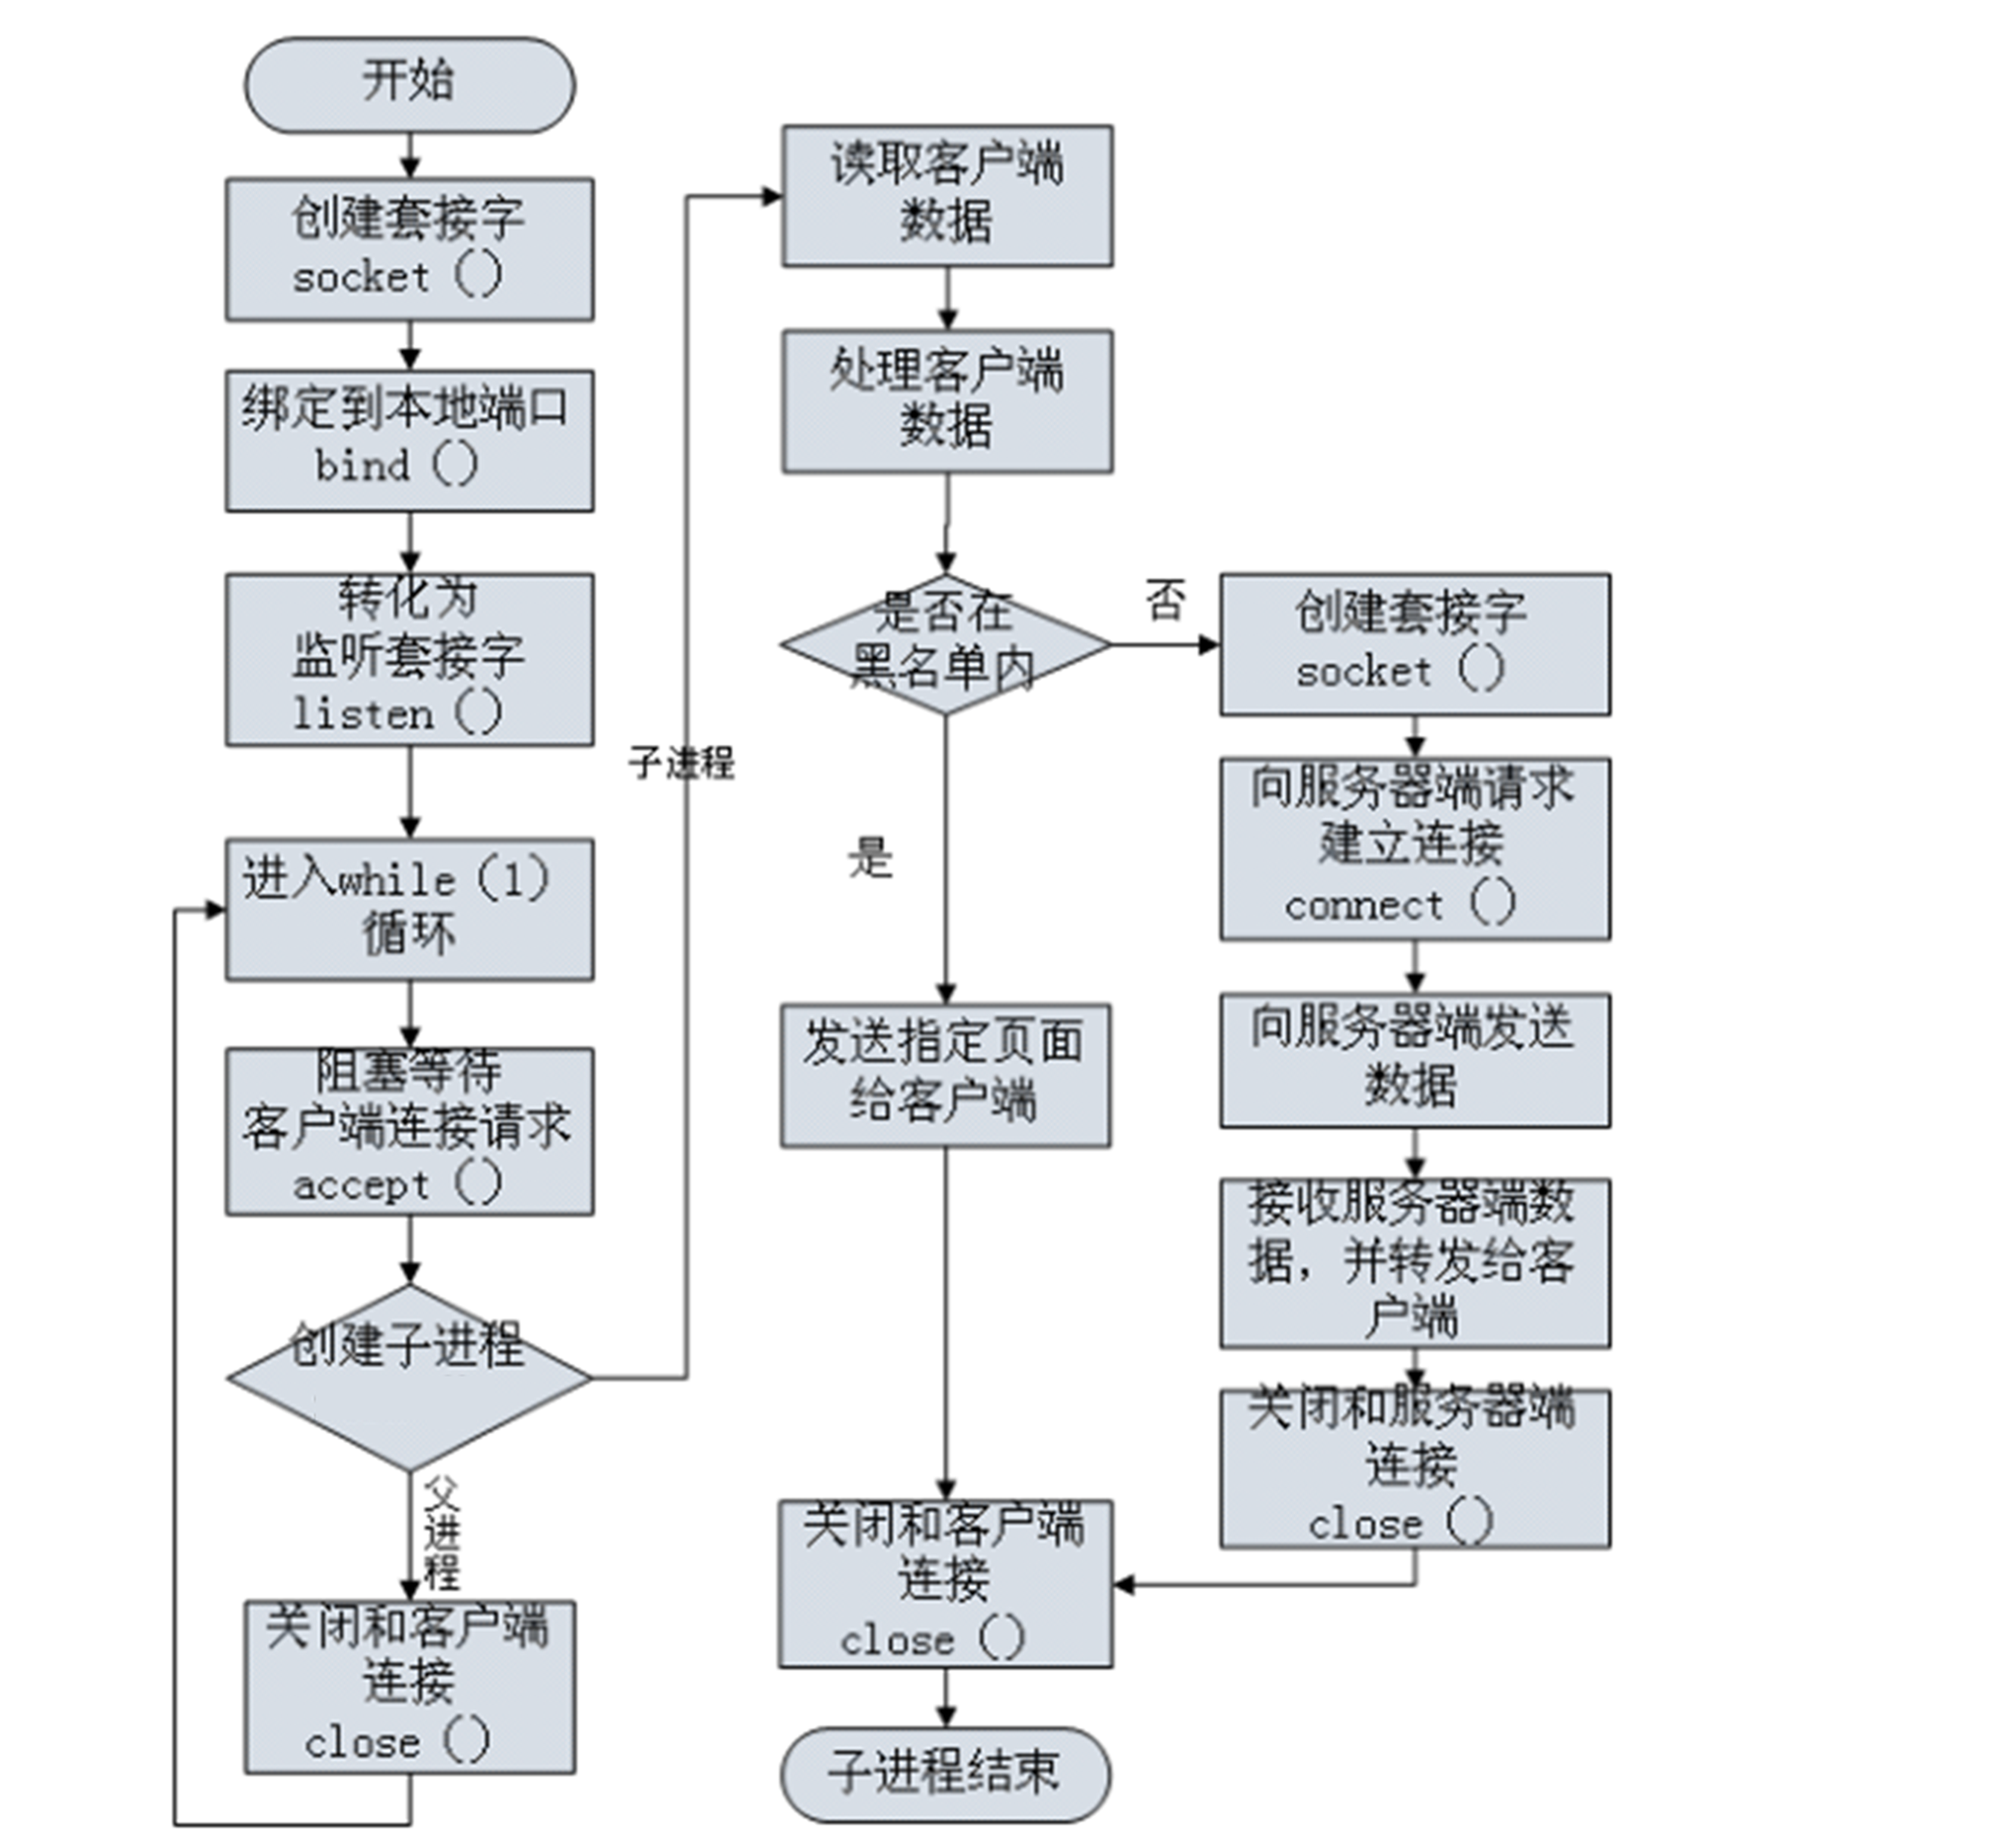 开始
创建套接字
socket（）
绑定到本地端口
bind（）
转化为
监听套接字
listen（）
进入while（1）
循环
阻塞等待
客户端连接请求
accept（）
创建子进程
父
进
程
关闭和客户端
连接
close（）
子进程
读取客户端
数据
处理客户端
数据
是否在
黑名单内
是
否
发送指定页面
给客户端
关闭和客户端
连接
close（）
子进程结束
创建套接字
socket（）
向服务器端请求
建立连接
connect（）
向服务器端发送
数据
接收服务器端数
据，并转发给客
户端
关闭和服务器端
连接
close（）